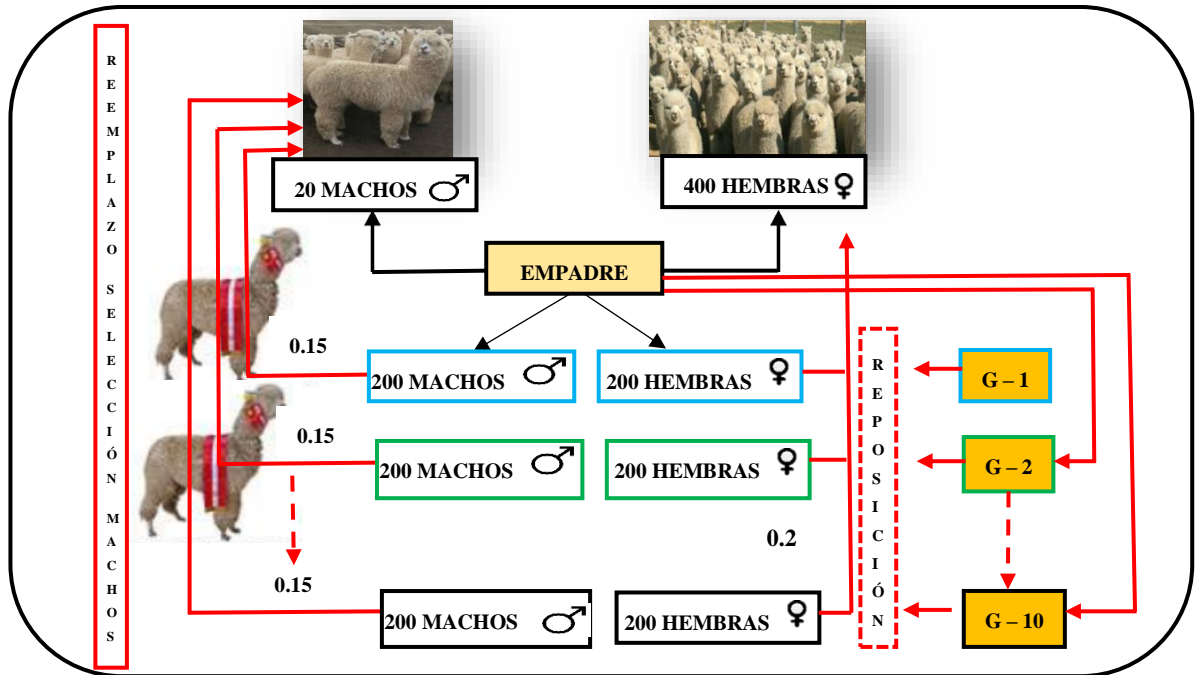 REEMPLAZO SELECCIÓN MACHOS
20 MACHOS ♂
400 HEMBRAS ♀
EMPADRE
0.15
200 MACHOS ♂
200 HEMBRAS ♀
G – 1
0.15
200 MACHOS ♂
200 HEMBRAS ♀
G – 2
REPOSICIÓN
0.2
0.15
200 MACHOS ♂
200 HEMBRAS ♀
G – 10